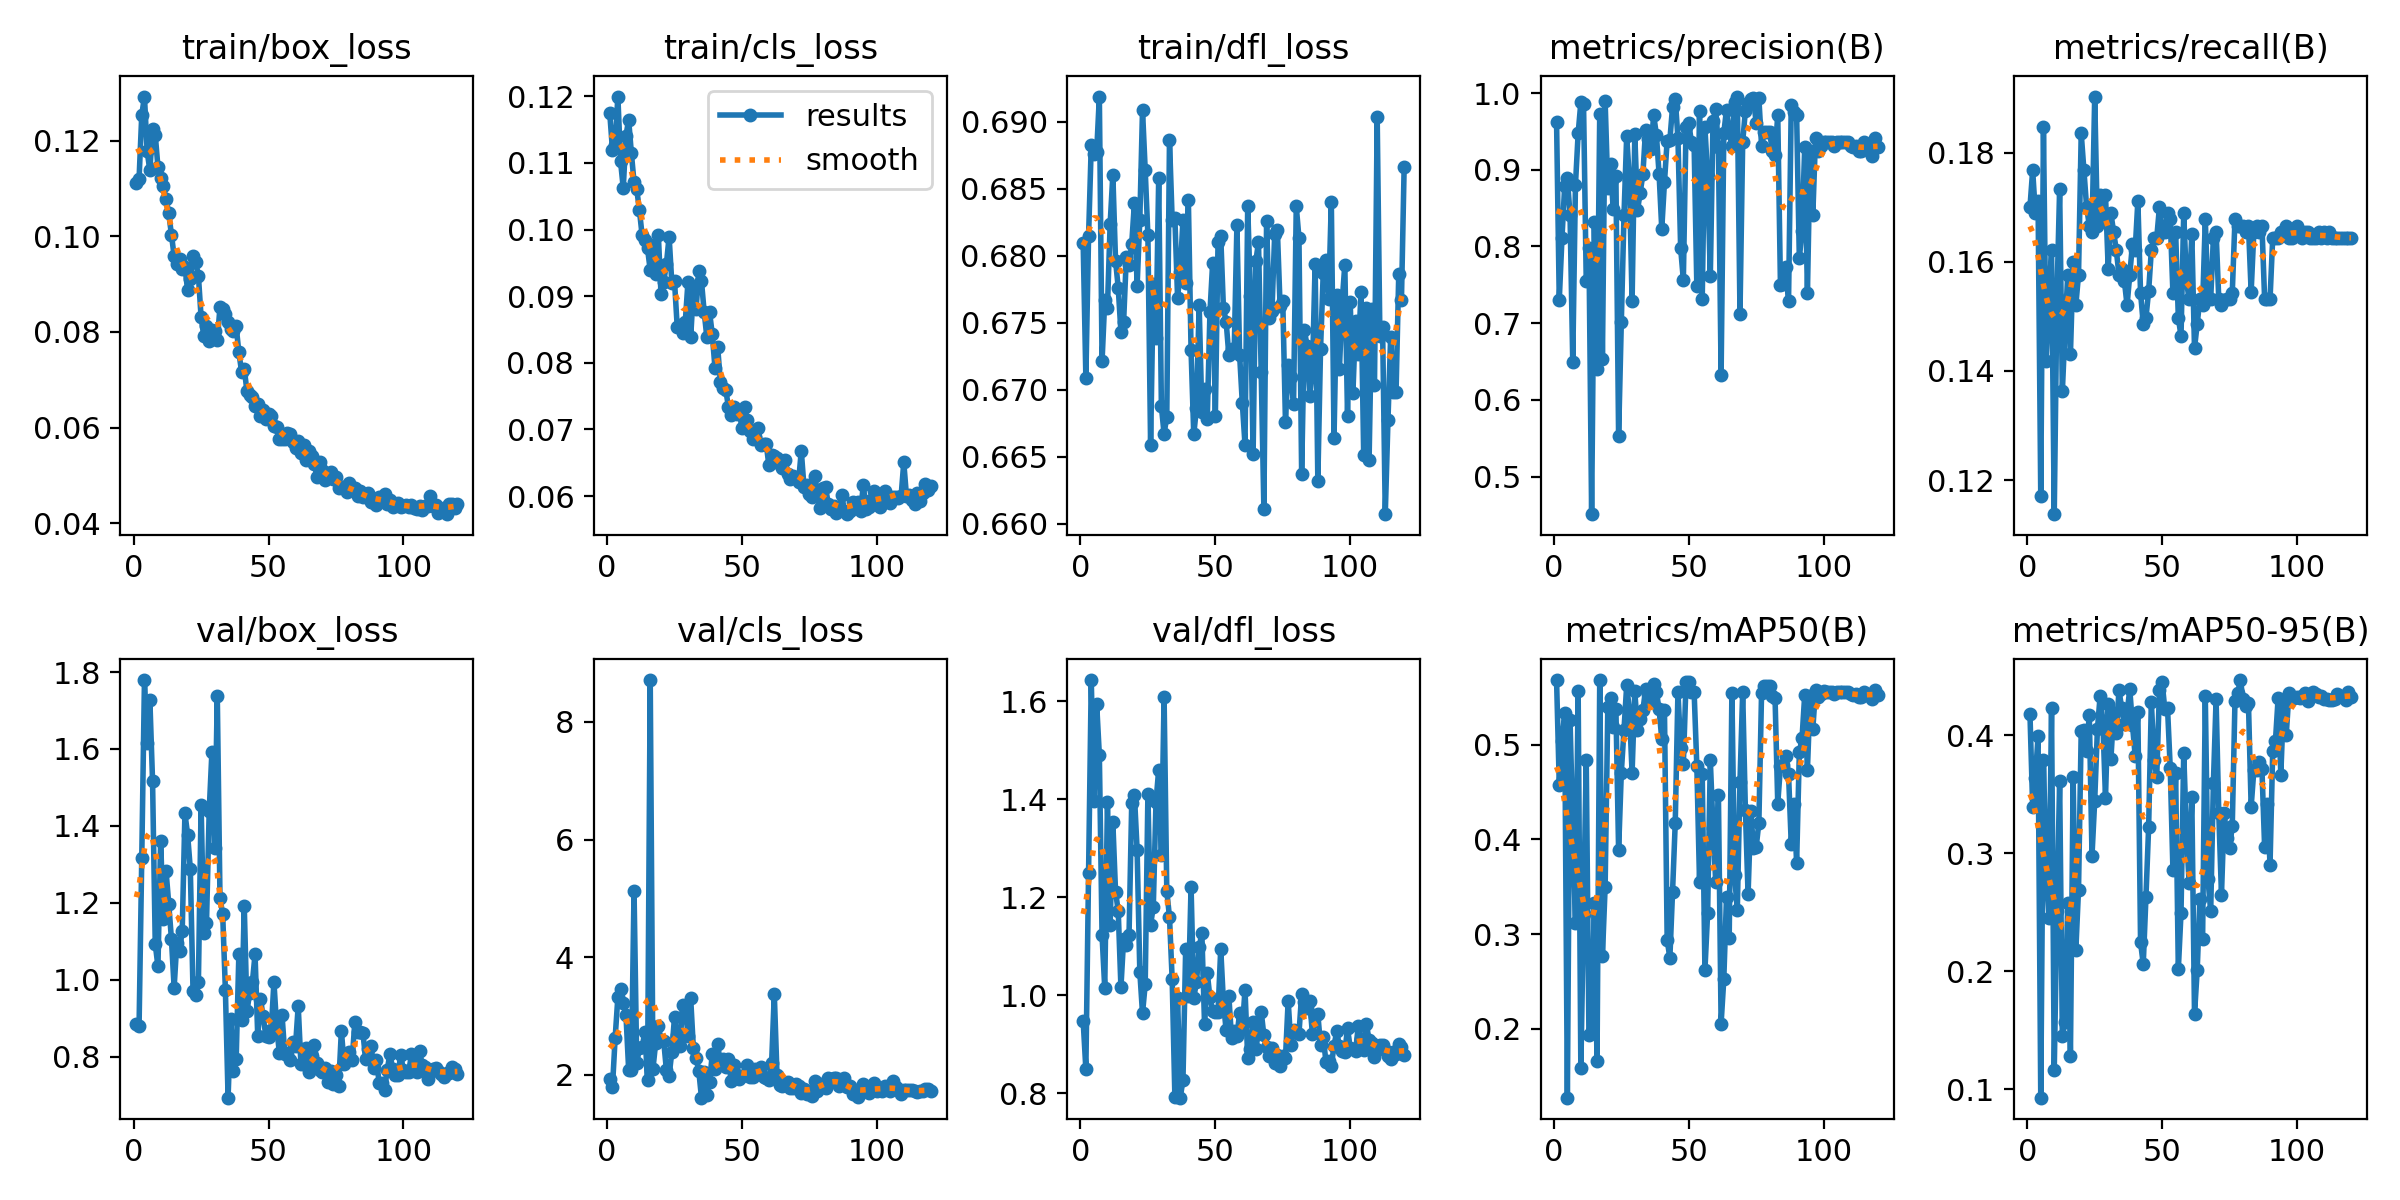 train/box_loss
0.12
0.10
0.08
0.06
0.04
0 50 100
train/cls_loss
results
smooth
0.12
0.11
0.10
0.09
0.08
0.07
0.06
0 50 100
train/dfl_loss
0.690
0.685
0.680
0.675
0.670
0.665
0.660
0 50 100
metrics/precision(B)
1.0
0.9
0.8
0.7
0.6
0.5
0 50 100
metrics/recall(B)
0.18
0.16
0.14
0.12
0 50 100
val/box_loss
1.8
1.6
1.4
1.2
1.0
0.8
0 50 100
val/cls_loss
8
6
4
2
0 50 100
val/dfl_loss
1.6
1.4
1.2
1.0
0.8
0 50 100
metrics/mAP50(B)
0.5
0.4
0.3
0.2
0 50 100
metrics/mAP50-95(B)
0.4
0.3
0.2
0.1
0 50 100